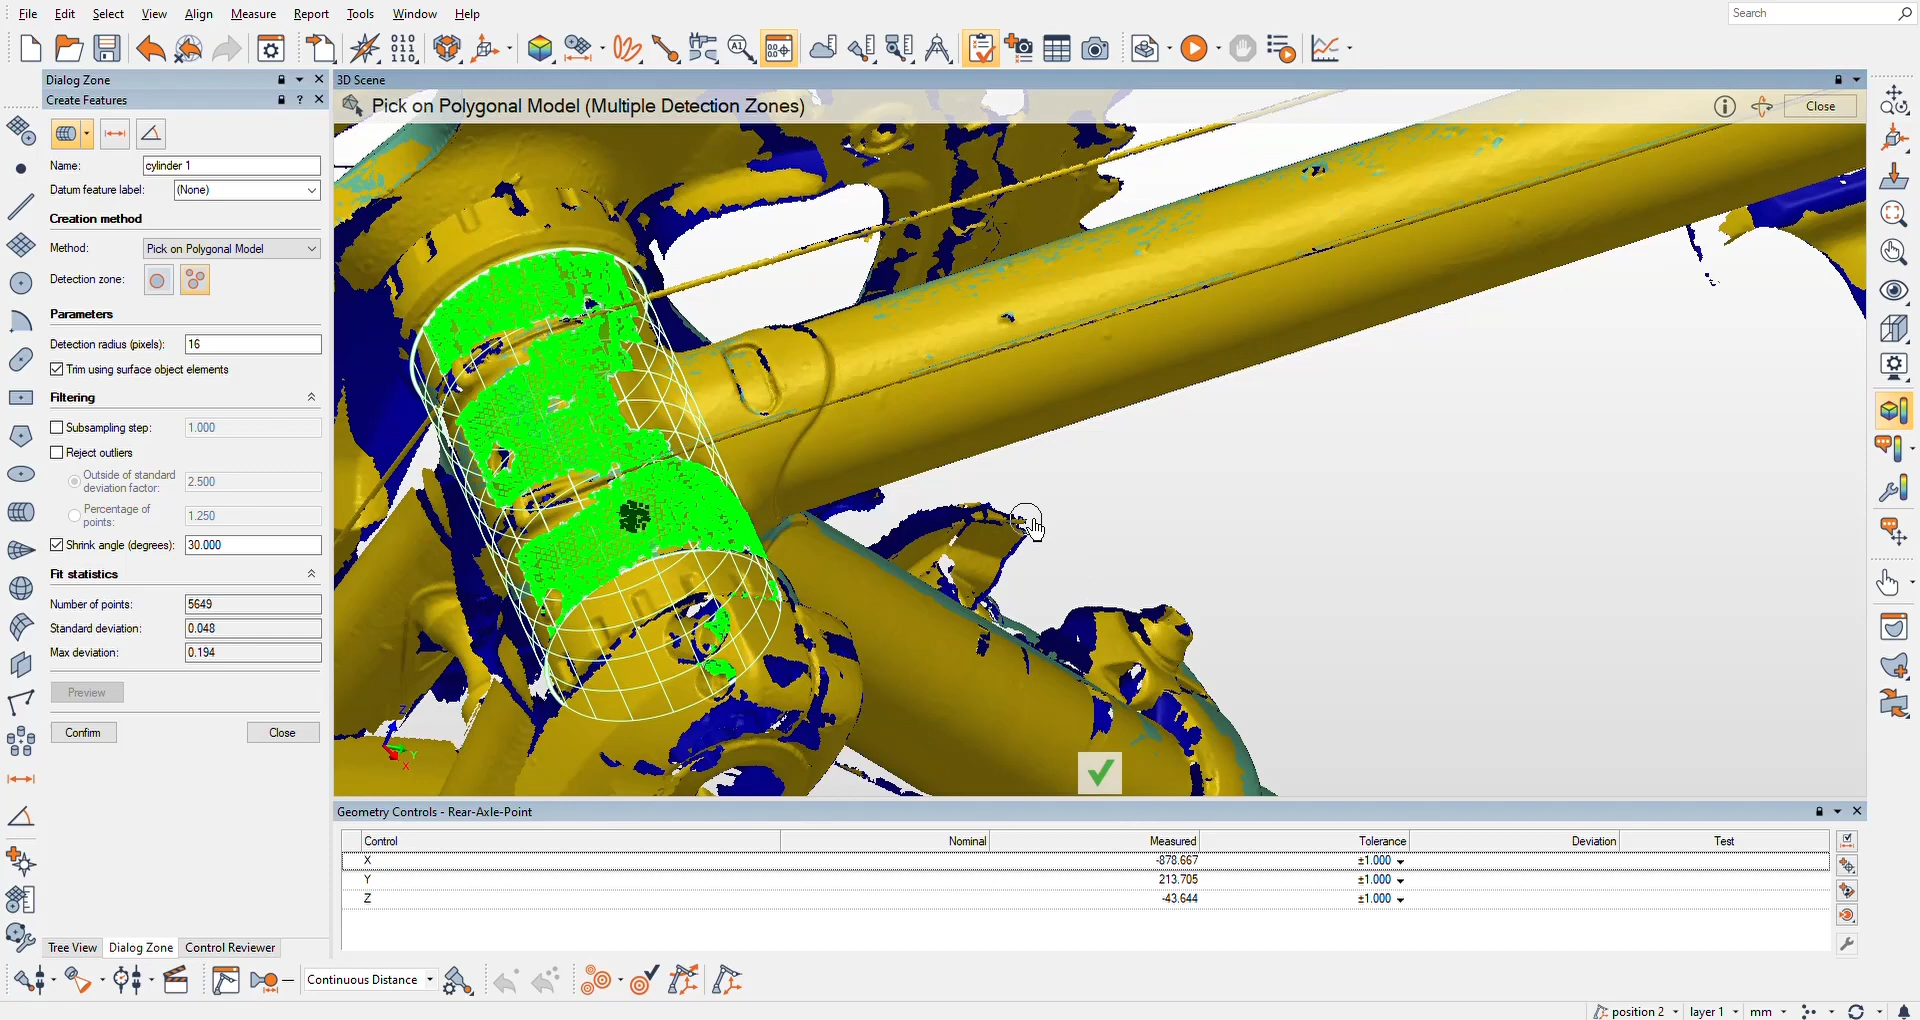 File Edit Select View Align Measure Report Tools Window Help
Search
Dialog Zone
3D Scene
Create Features
Pick on Polygonal Model (Multiple Detection Zones)
Close
Name: cylinder 1
Datum feature label: (None)
Creation method
Method: Pick on Polygonal Model
Detection zone:
Parameters
Detection radius (pixels): 16
Trim using surface object elements
Filtering
Subsampling step: 1.000
Reject outliers
Outside of standard
deviation factor: 2.500
Percentage of
points: 1.250
Shrink angle (degrees): 30.000
Fit statistics
Number of points: 5649
Standard deviation: 0.048
Max deviation: 0.194
Preview
Confirm Close
Z
Y
X
Geometry Controls - Rear-Axle-Point
Control Nominal Measured Tolerance Deviation Test
X -878.667 ±1.000
Y 213.705 ±1.000
Z -43.644 ±1.000
Tree View Dialog Zone Control Reviewer
Continuous Distance
position 2 layer 1 mm